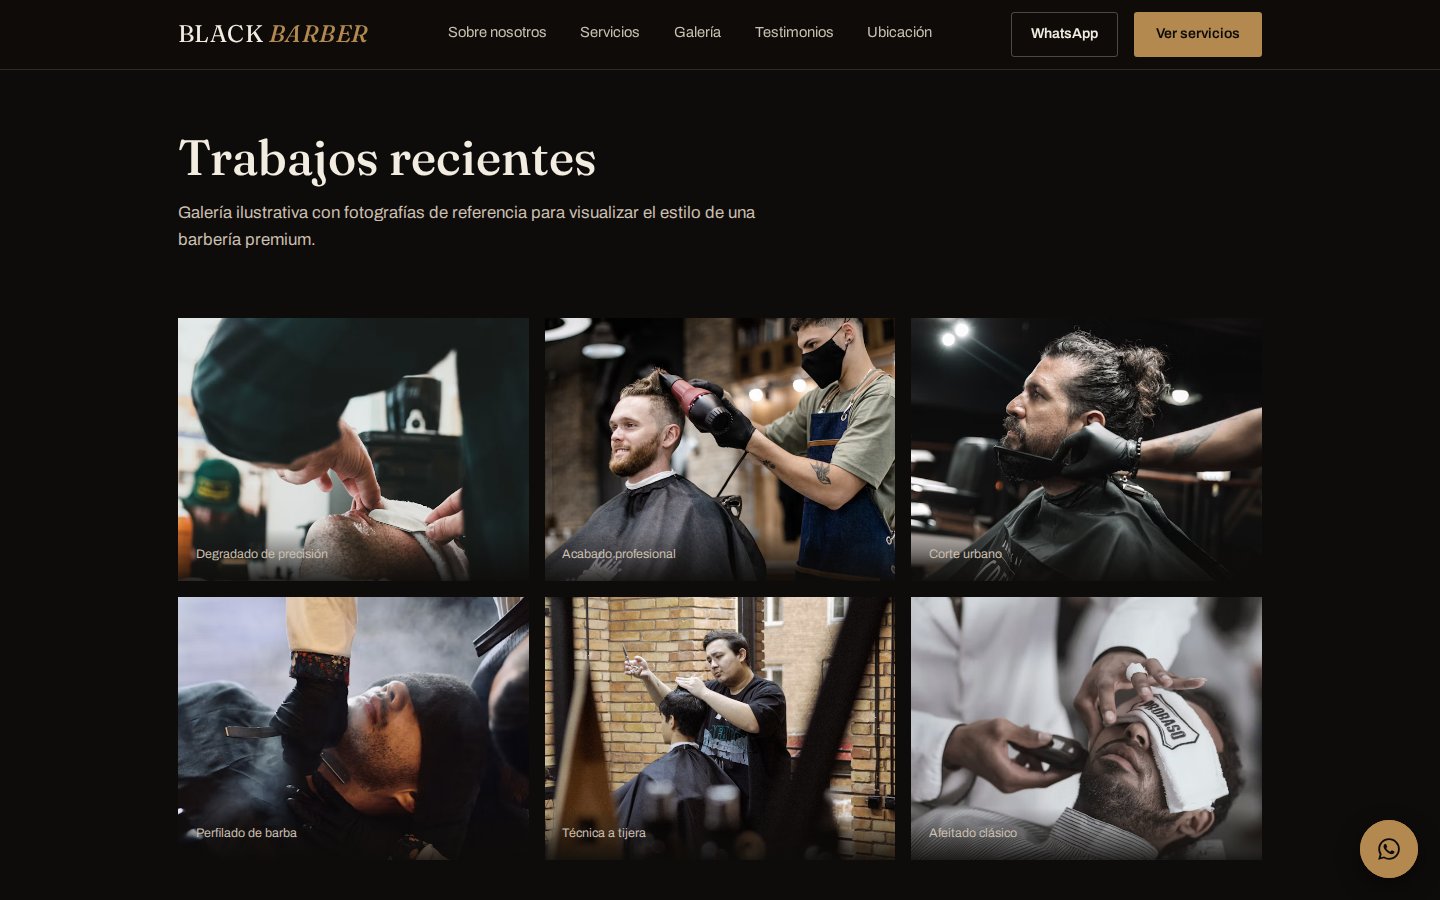 BLACK BARBER
Sobre nosotros
Servicios
Galería
Testimonios
Ubicación
WhatsApp
Ver servicios
Trabajos recientes
Galería ilustrativa con fotografías de referencia para visualizar el estilo de una
barbería premium.
Degradado de precisión
Acabado profesional
Corte urbano
Perfilado de barba
Técnica a tijera
Afeitado clásico